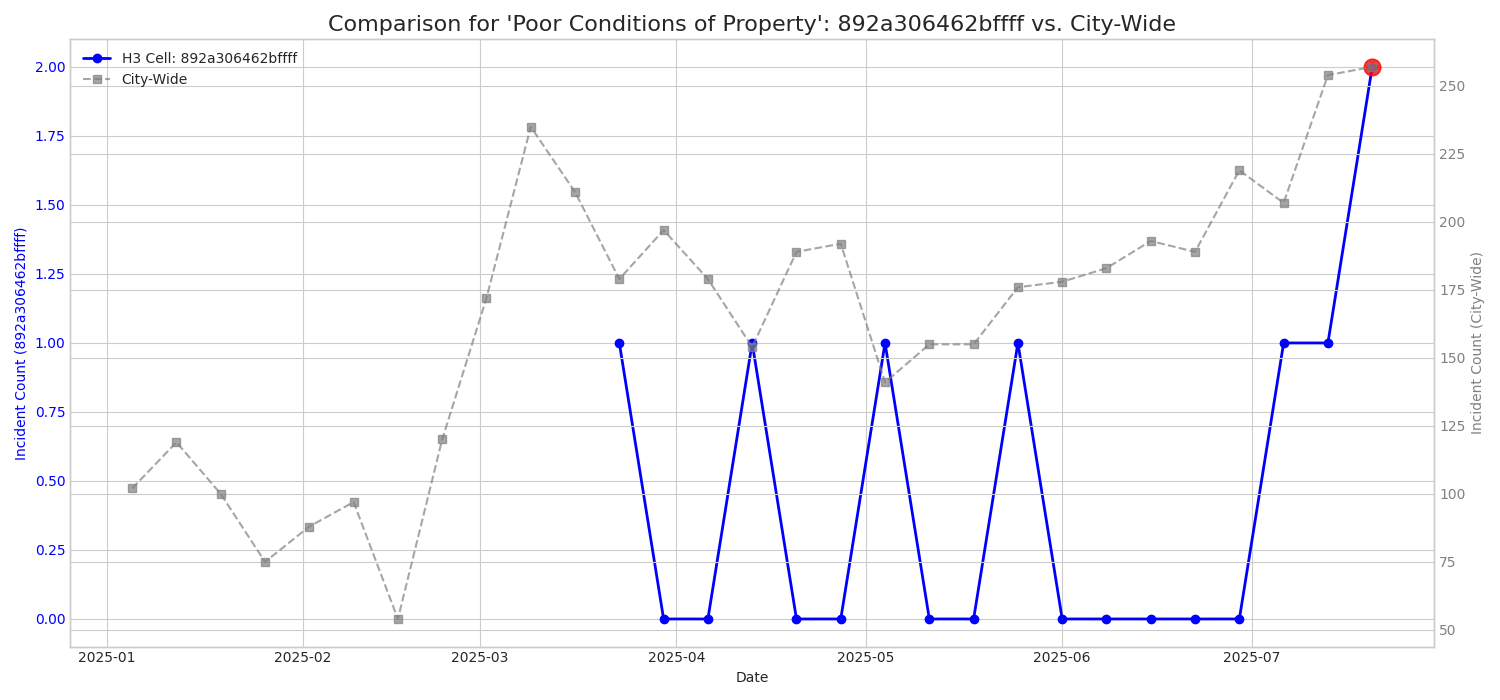 Comparison for 'Poor Conditions of Property': 892a306462bffff vs. City-Wide
H3 Cell: 892a306462bffff
City-Wide
Incident Count (892a306462bffff)
2.00
1.75
1.50
1.25
1.00
0.75
0.50
0.25
0.00
250
225
200
175
150
125
100
75
50
Incident Count (City-Wide)
2025-01 2025-02 2025-03 2025-04 2025-05 2025-06 2025-07
Date